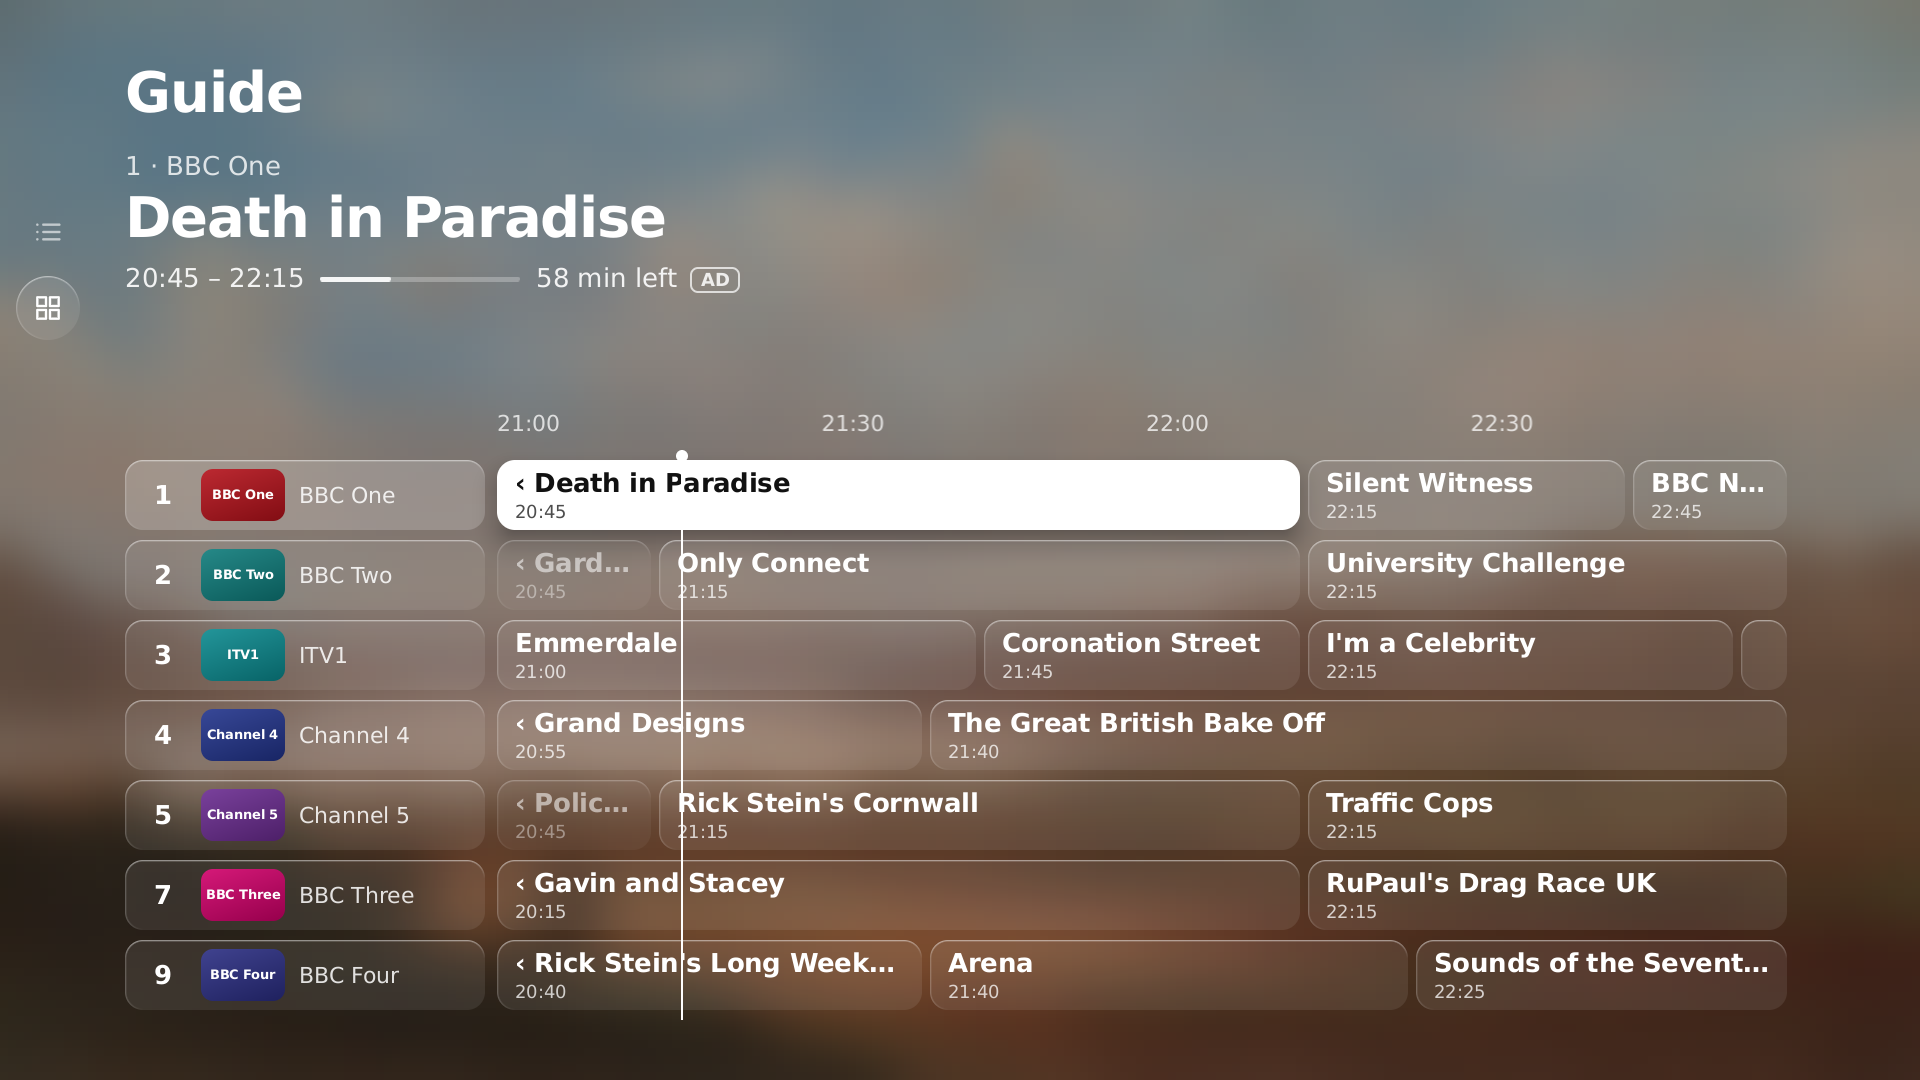 Guide
1 · BBC One
Death in Paradise
20:45 – 22:15 58 min left AD
21:00 21:30 22:00 22:30
1 BBC One BBC One
‹ Death in Paradise Silent Witness BBC N...
20:45 22:15 22:45
2 BBC Two BBC Two
‹ Gard... Only Connect University Challenge
20:45 21:15 22:15
3 ITV1 ITV1
Emmerdale Coronation Street I'm a Celebrity
21:00 21:45 22:15
4 Channel 4 Channel 4
‹ Grand Designs The Great British Bake Off
20:55 21:40
5 Channel 5 Channel 5
‹ Polic... Rick Stein's Cornwall Traffic Cops
20:45 21:15 22:15
7 BBC Three BBC Three
‹ Gavin and Stacey RuPaul's Drag Race UK
20:15 22:15
9 BBC Four BBC Four
‹ Rick Stein's Long Week... Arena Sounds of the Sevent...
20:40 21:40 22:25